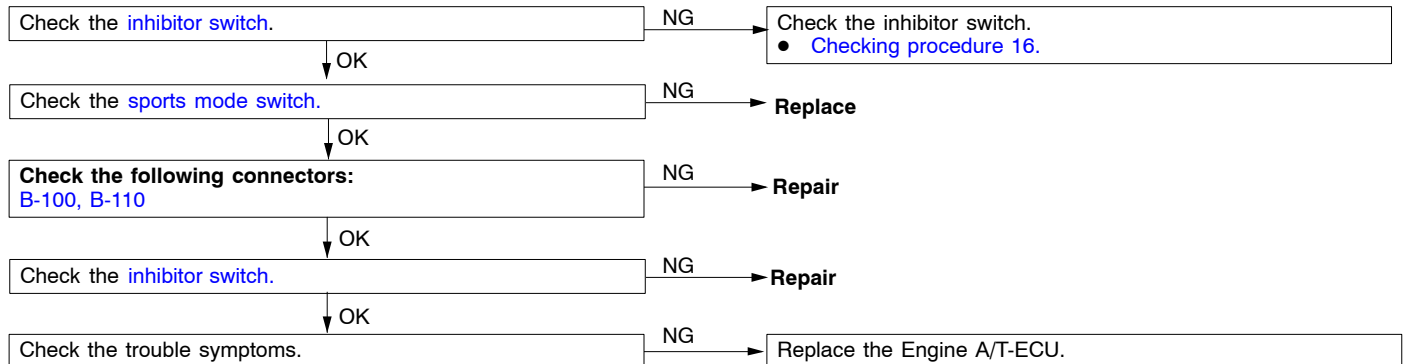 Check the inhibitor switch.
NG
Check the inhibitor switch.
● Checking procedure 16.
OK
Check the sports mode switch.
NG
Replace
OK
Check the following connectors:
B-100, B-110
NG
Repair
OK
Check the inhibitor switch.
NG
Repair
OK
Check the trouble symptoms.
NG
Replace the Engine A/T-ECU.